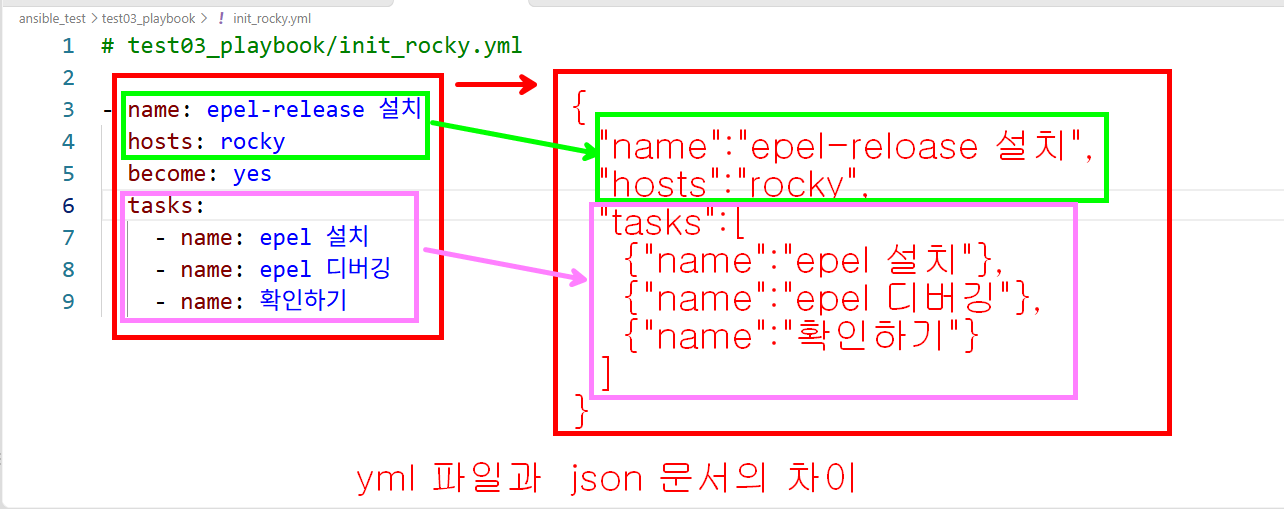 ansible_test > test03_playbook > ! init_rocky.yml
1 # test03_playbook/init_rocky.yml
2
3 - name: epel-release 설치
4 hosts: rocky
5 become: yes
6 tasks:
7 - name: epel 설치
8 - name: epel 디버깅
9 - name: 확인하기
{
"name":"epel-reloase 설치",
"hosts":"rocky",
"tasks":[
{"name":"epel 설치"},
{"name":"epel 디버깅"},
{"name":"확인하기"}
]
}
yml 파일과 json 문서의 차이